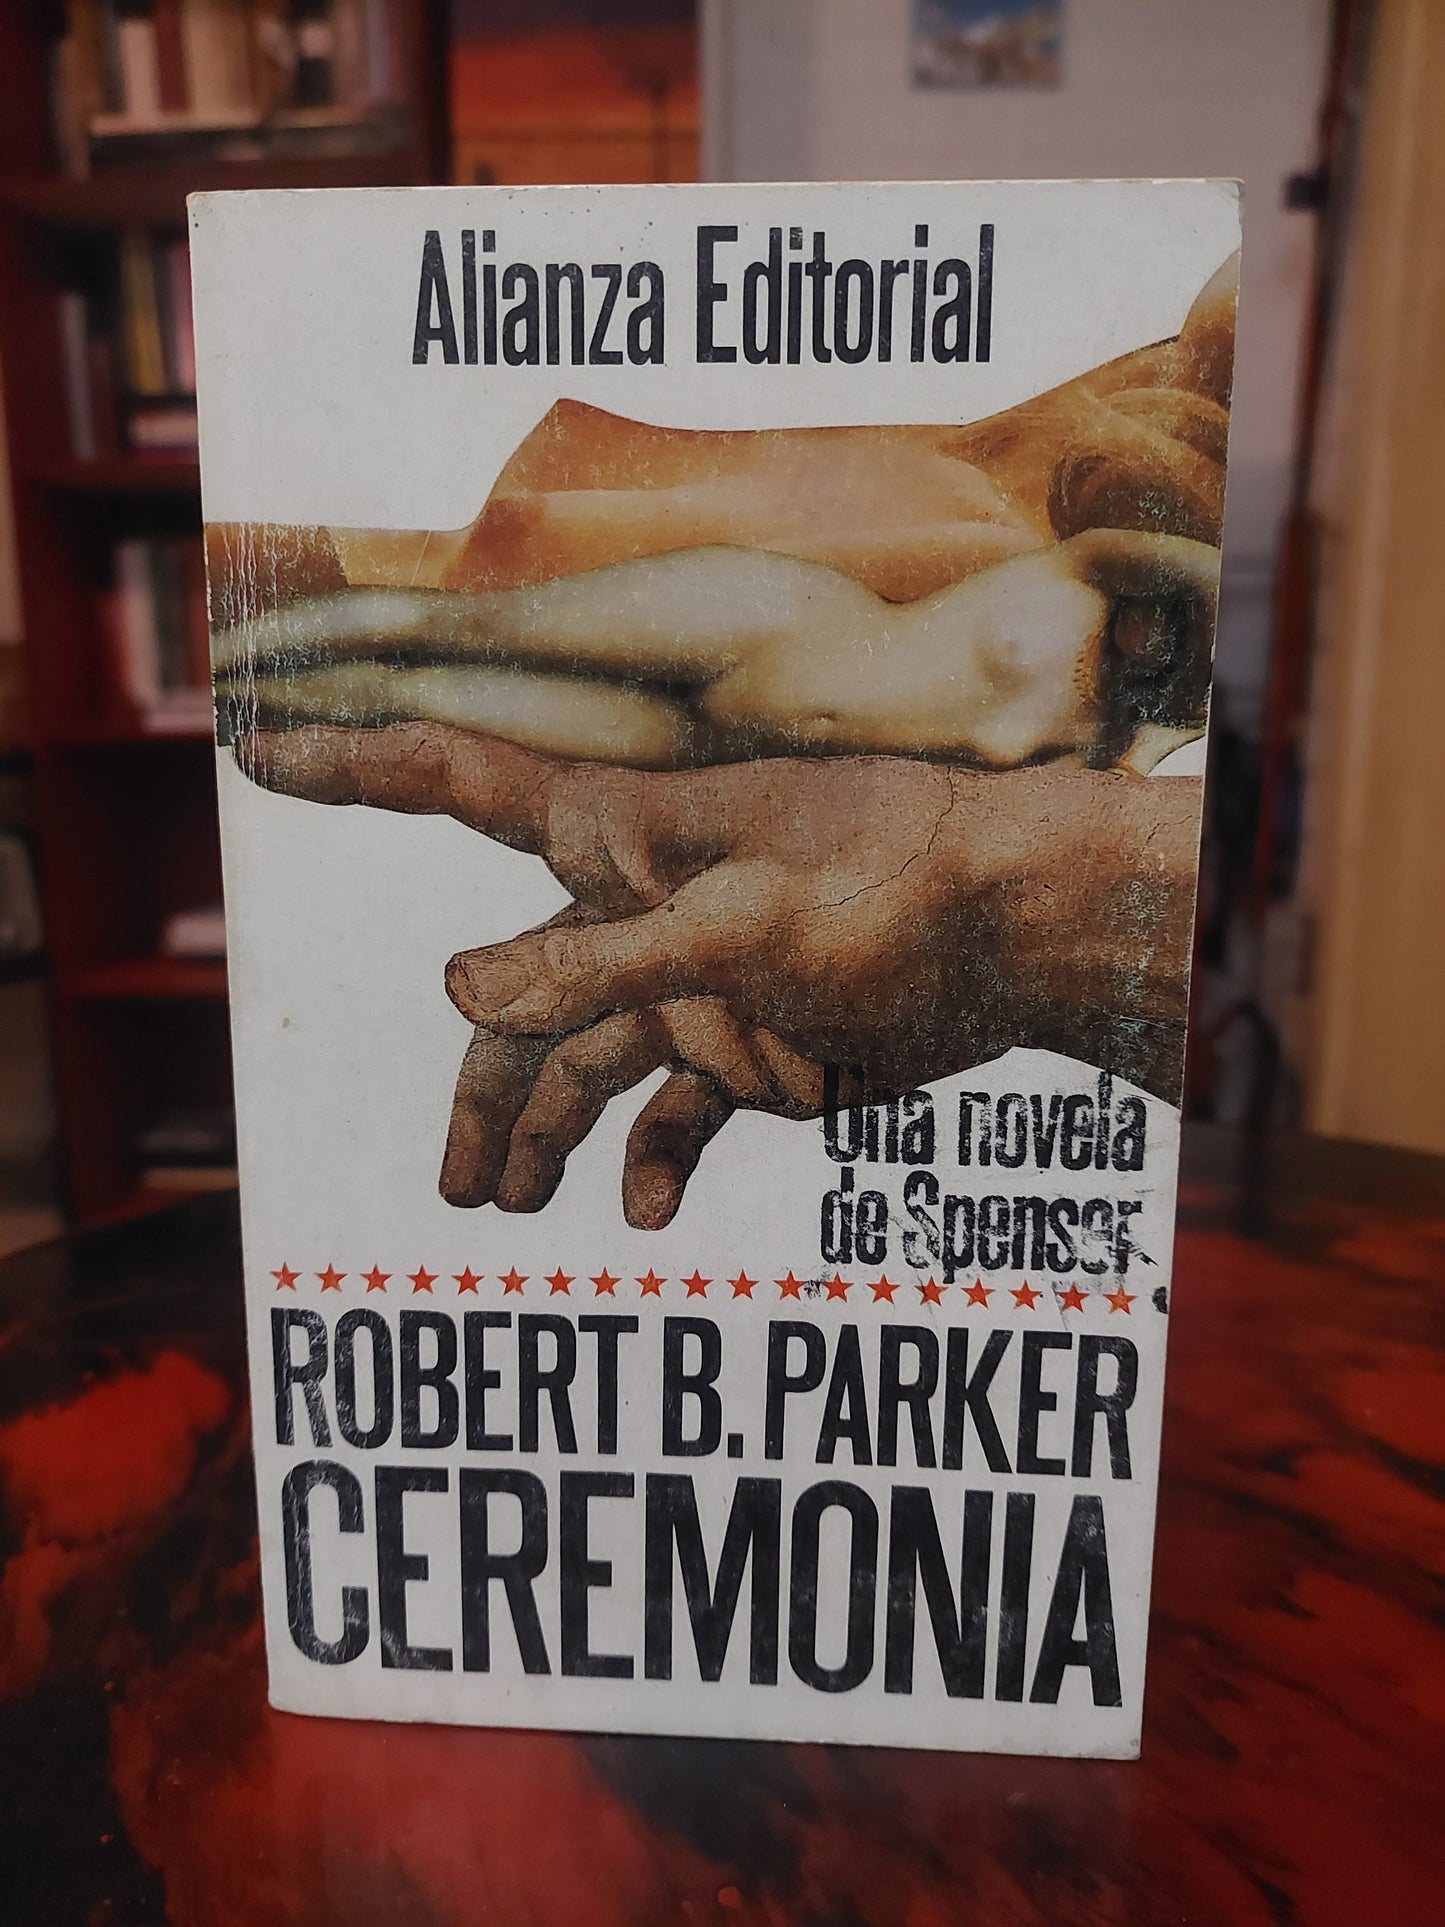 Alianza Editorial
Una novela
de Spenser
ROBERT B. PARKER
CEREMONIA